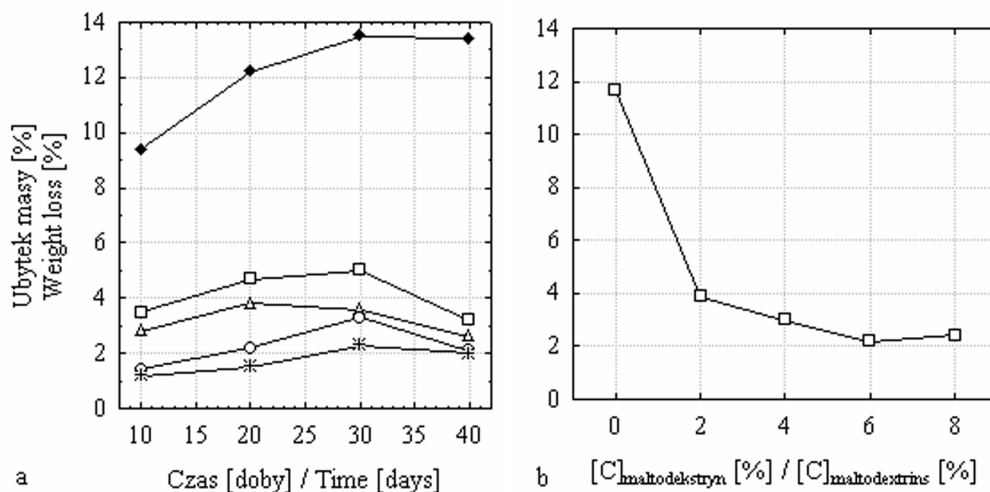 14
12
10
8
6
4
2
0
10 15 20 25 30 35 40
Ubytek masy [%]
Weight loss [%]
Czas [doby] / Time [days]
a
14
12
10
8
6
4
2
0
0 2 4 6 8
[C]maltodekstryn [%] / [C]maltodextrins [%]
b